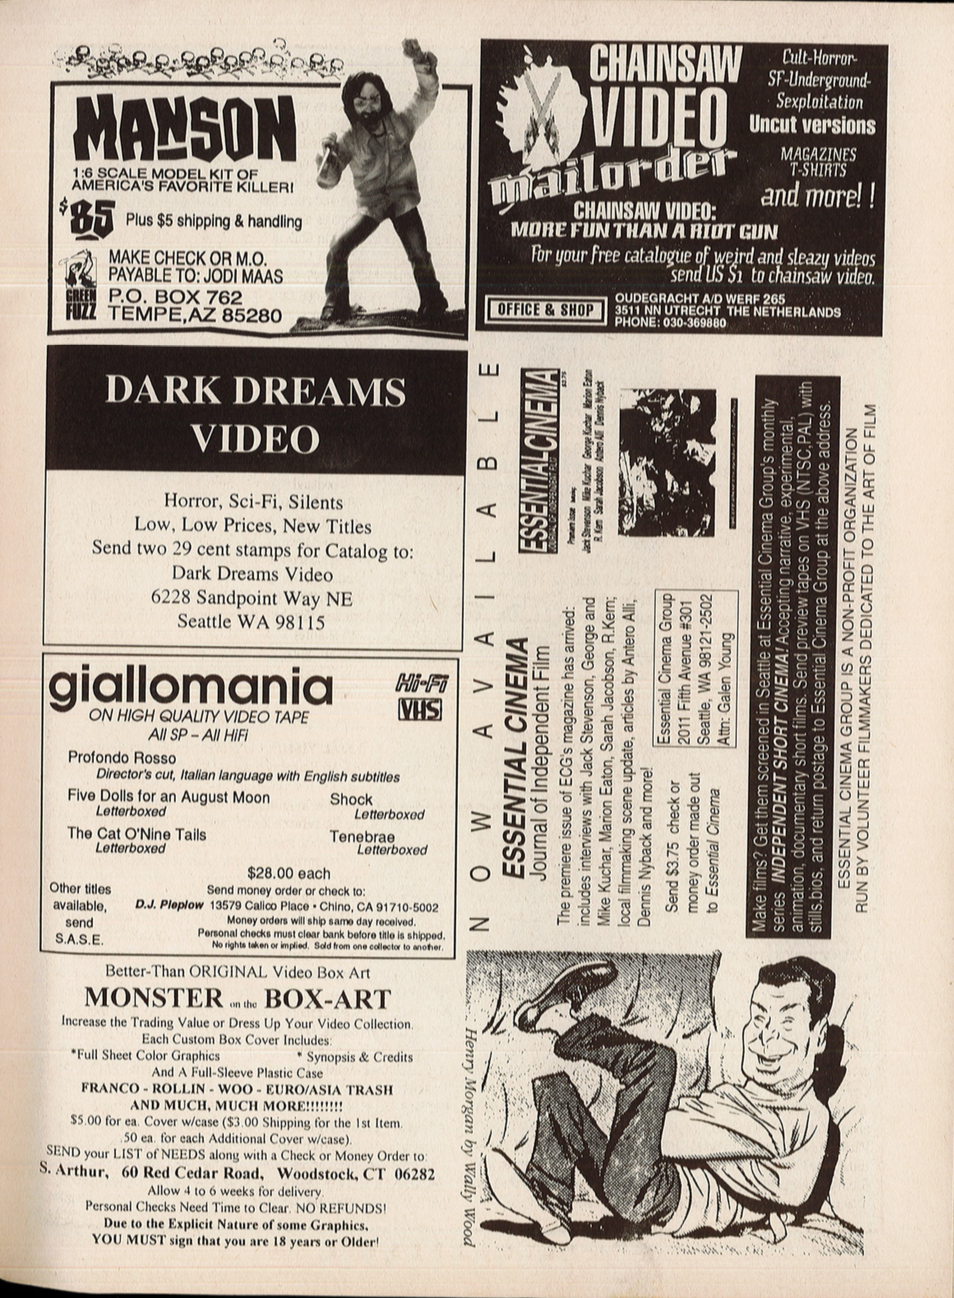 MANSON
1:6 SCALE MODEL KIT OF
AMERICA'S FAVORITE KILLER!
$85 Plus $5 shipping & handling
MAKE CHECK OR M.O.
PAYABLE TO: JODI MAAS
P.O. BOX 762
TEMPE, AZ 85280
GREEN
FUZZ
CHAINSAW
VIDEO
mailorder
Cult-Horror-
SF-Underground-
Sexploitation
Uncut versions
MAGAZINES
T-SHIRTS
and more! !
CHAINSAW VIDEO:
MORE FUN THAN A RIOT GUN
For your free catalogue of weird and sleazy videos
send US $1 to chainsaw video.
OFFICE & SHOP
OUDEGRACHT A/D WERF 265
3511 NN UTRECHT THE NETHERLANDS
PHONE: 030-369880
DARK DREAMS
VIDEO
Horror, Sci-Fi, Silents
Low, Low Prices, New Titles
Send two 29 cent stamps for Catalog to:
Dark Dreams Video
6228 Sandpoint Way NE
Seattle WA 98115
giallomania
Hi-Fi
VHS
ON HIGH QUALITY VIDEO TAPE
All SP – All HiFi
Profondo Rosso
Director's cut, Italian language with English subtitles
Five Dolls for an August Moon
Letterboxed
Shock
Letterboxed
The Cat O'Nine Tails
Letterboxed
Tenebrae
Letterboxed
$28.00 each
Other titles
available,
send
S.A.S.E.
Send money order or check to:
D.J. Pleplow 13579 Calico Place • Chino, CA 91710-5002
Money orders will ship same day received.
Personal checks must clear bank before title is shipped.
No rights taken or implied. Sold from one collector to another.
Better-Than ORIGINAL Video Box Art
MONSTER on the BOX-ART
Increase the Trading Value or Dress Up Your Video Collection.
Each Custom Box Cover Includes:
*Full Sheet Color Graphics * Synopsis & Credits
And A Full-Sleeve Plastic Case
FRANCO - ROLLIN - WOO - EURO/ASIA TRASH
AND MUCH, MUCH MORE!!!!!!!!
$5.00 for ea. Cover w/case ($3.00 Shipping for the 1st Item.
.50 ea. for each Additional Cover w/case).
SEND your LIST of NEEDS along with a Check or Money Order to:
S. Arthur, 60 Red Cedar Road, Woodstock, CT 06282
Allow 4 to 6 weeks for delivery.
Personal Checks Need Time to Clear. NO REFUNDS!
Due to the Explicit Nature of some Graphics,
YOU MUST sign that you are 18 years or Older!
NOW AVAILABLE
ESSENTIAL CINEMA
Journal of Independent Film
The premiere issue of ECG's magazine has arrived:
includes interviews with Jack Stevenson, George and
Mike Kuchar, Marion Eaton, Sarah Jacobson, R.Kern;
local filmmaking scene update, articles by Antero Alli,
Dennis Nyback and more!
Send $3.75 check or
money order made out
to Essential Cinema
Essential Cinema Group
2011 Fifth Avenue #301
Seattle, WA 98121-2502
Attn: Galen Young
ESSENTIAL CINEMA
$3.75
Jack Stevenson Mike Kuchar George Kuchar Marion Eaton
R. Kern Sarah Jacobson Antero Alli Dennis Nyback
Make films? Get them screened in Seattle at Essential Cinema Group's monthly
series INDEPENDENT SHORT CINEMA! Accepting narrative, experimental,
animation, documentary short films. Send preview tapes on VHS (NTSC,PAL) with
stills,bios, and return postage to Essential Cinema Group at the above address.
ESSENTIAL CINEMA GROUP IS A NON-PROFIT ORGANIZATION
RUN BY VOLUNTEER FILMMAKERS DEDICATED TO THE ART OF FILM
Henry Morgan by Wally Wood